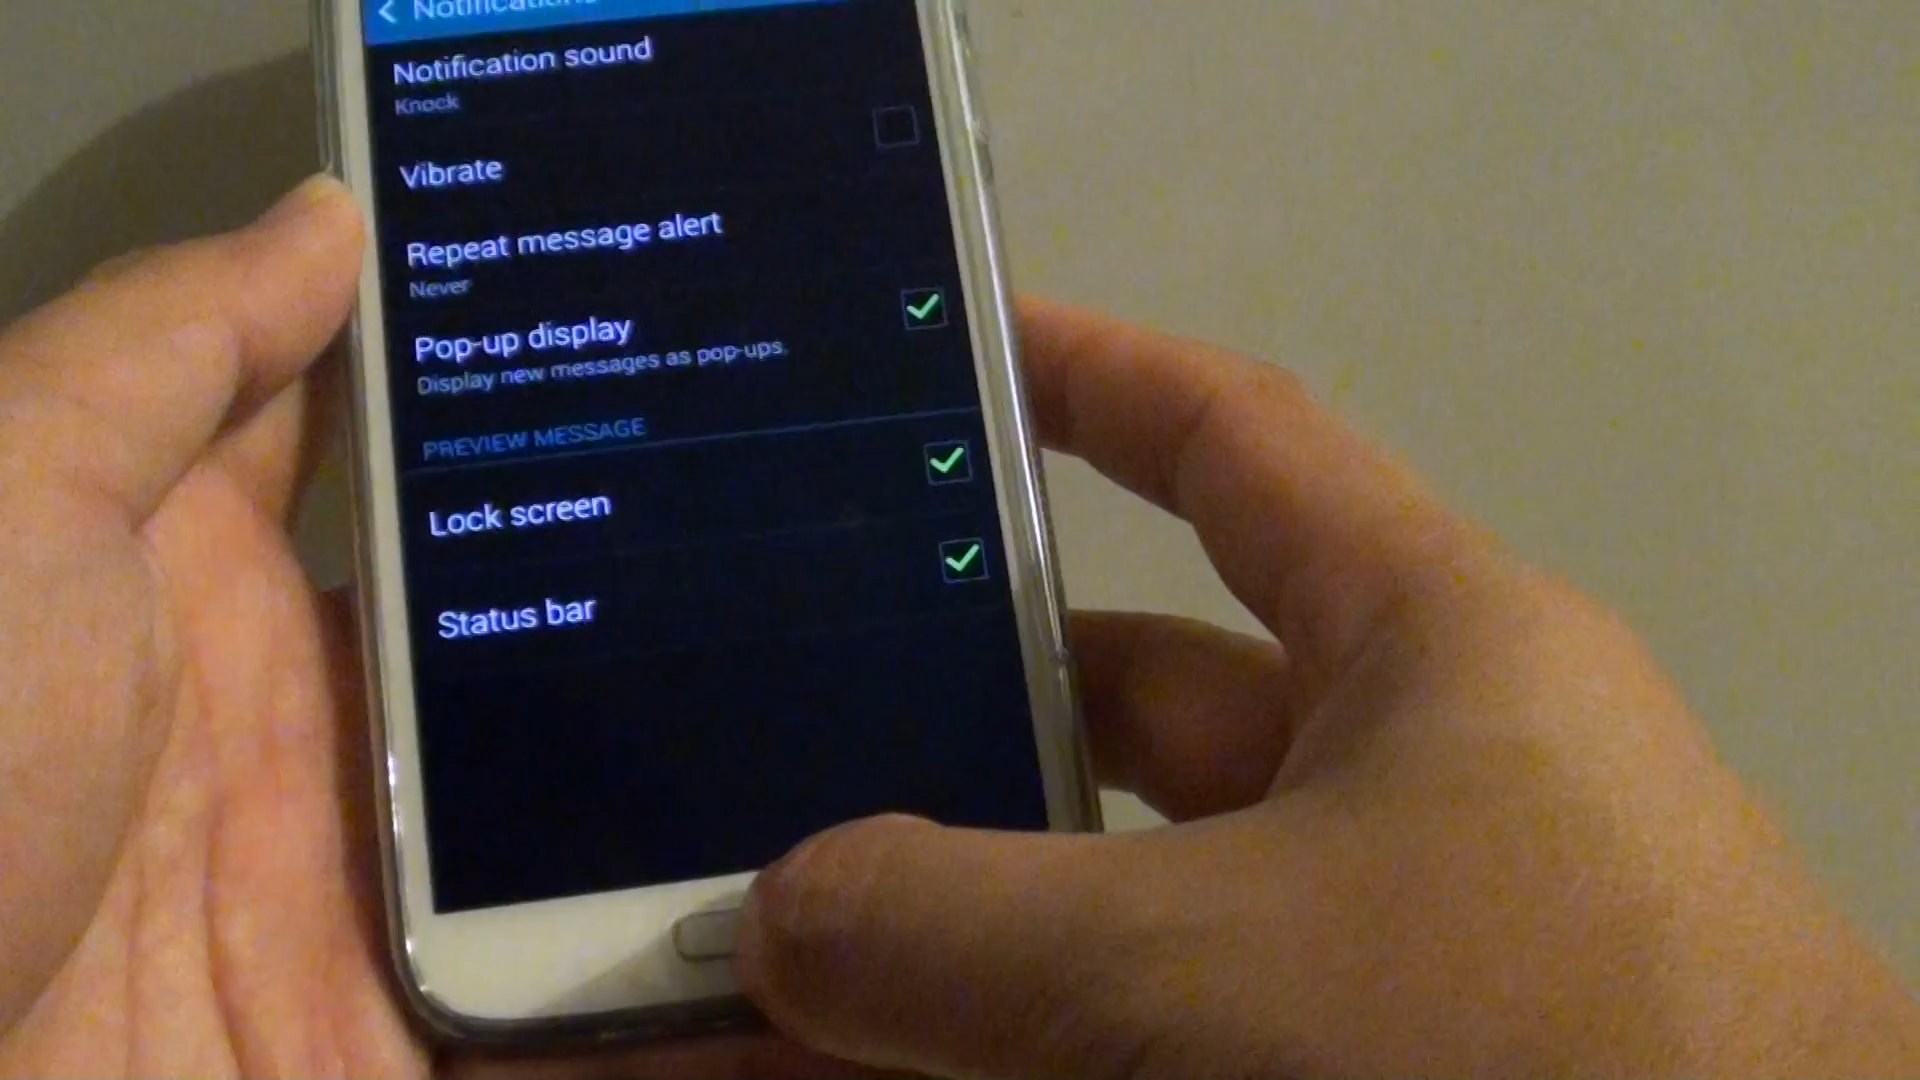 Notifications
Notification sound
Knock
Vibrate
Repeat message alert
Never
Pop-up display
Display new messages as pop-ups.
PREVIEW MESSAGE
Lock screen
Status bar